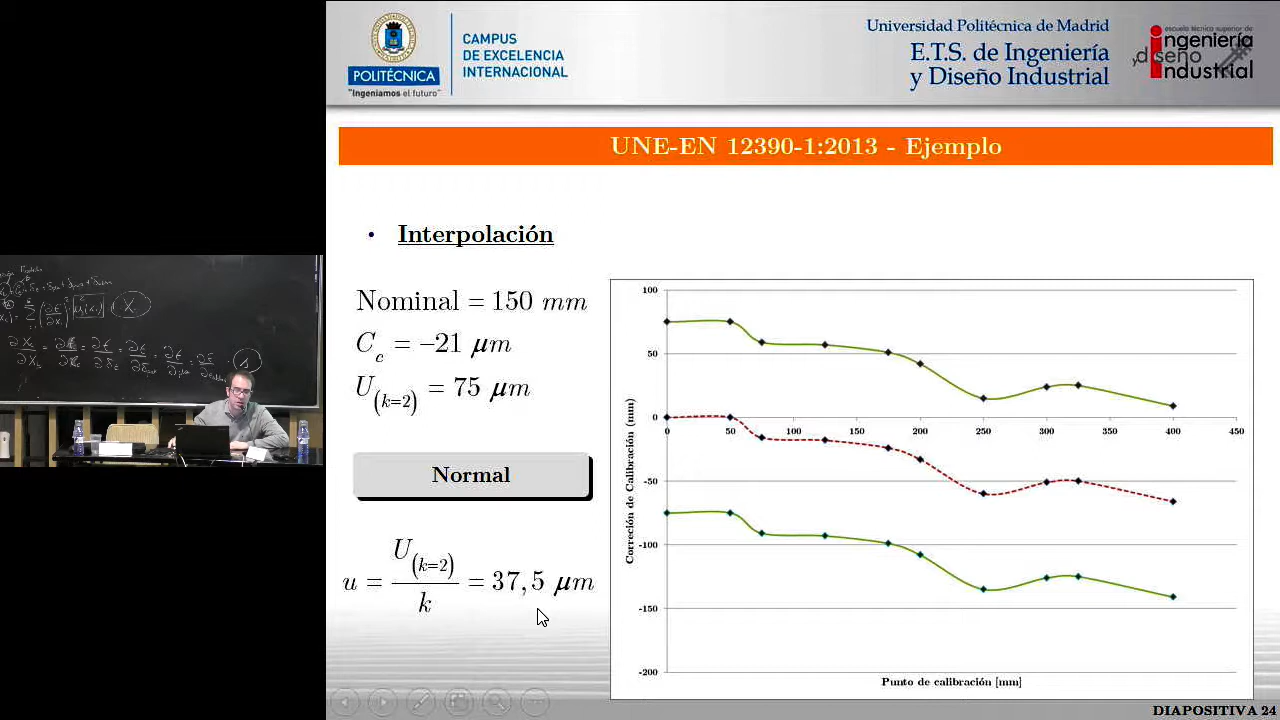 POLITÉCNICA
"Ingeniamos el futuro"
CAMPUS
DE EXCELENCIA
INTERNACIONAL
Universidad Politécnica de Madrid
E.T.S. de Ingeniería
y Diseño Industrial
escuela técnica superior de
ingeniería
y diseño
industrial
UNE-EN 12390-1:2013 - Ejemplo
• Interpolación
Nominal = 150 mm
C_c = −21 μm
U_(k=2) = 75 μm
Normal
u = U_(k=2) / k = 37,5 μm
100
50
0
-50
-100
-150
-200
0 50 100 150 200 250 300 350 400 450
Correción de Calibración (mm)
Punto de calibración [mm]
DIAPOSITIVA 24